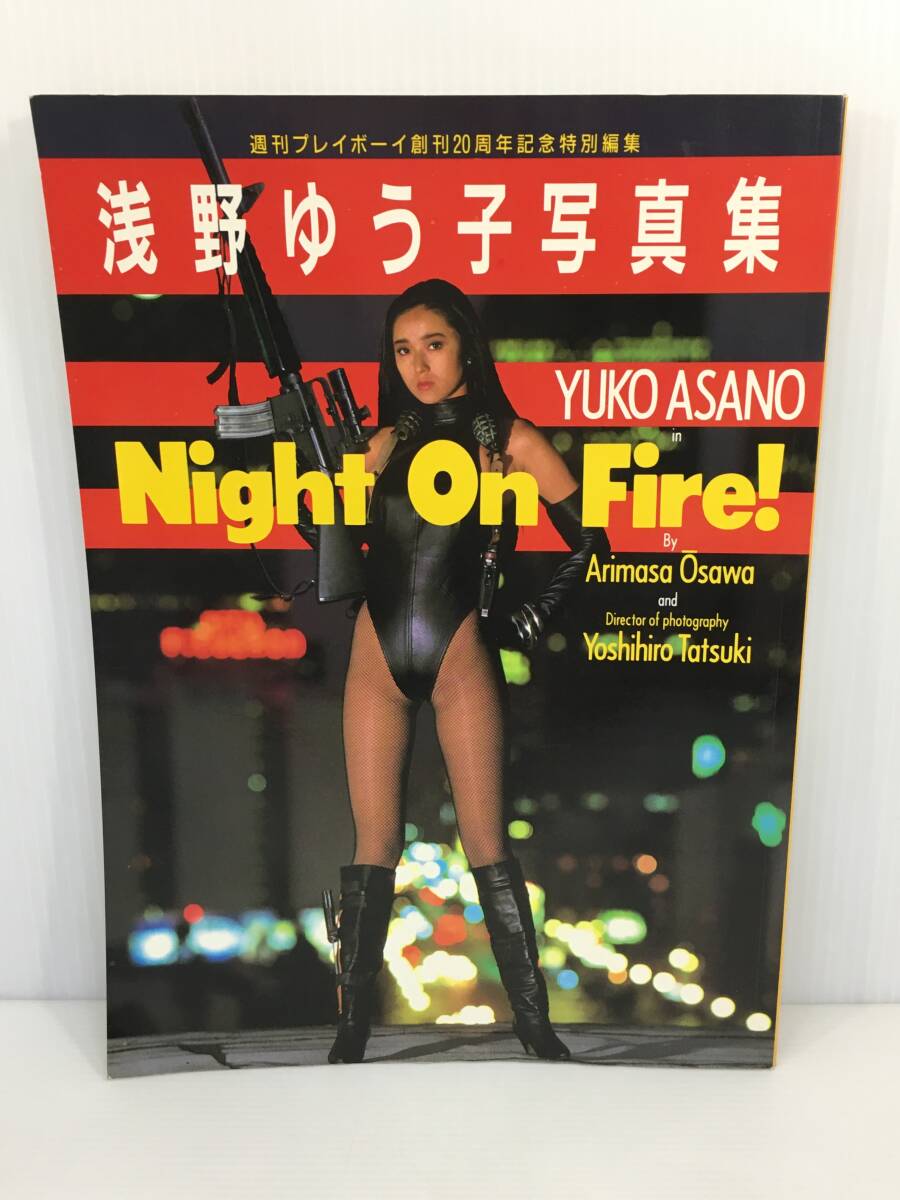 週刊プレイボーイ創刊20周年記念特別編集
浅野ゆう子写真集
YUKO ASANO
in
Night On Fire!
By
Arimasa Ōsawa
and
Director of photography
Yoshihiro Tatsuki